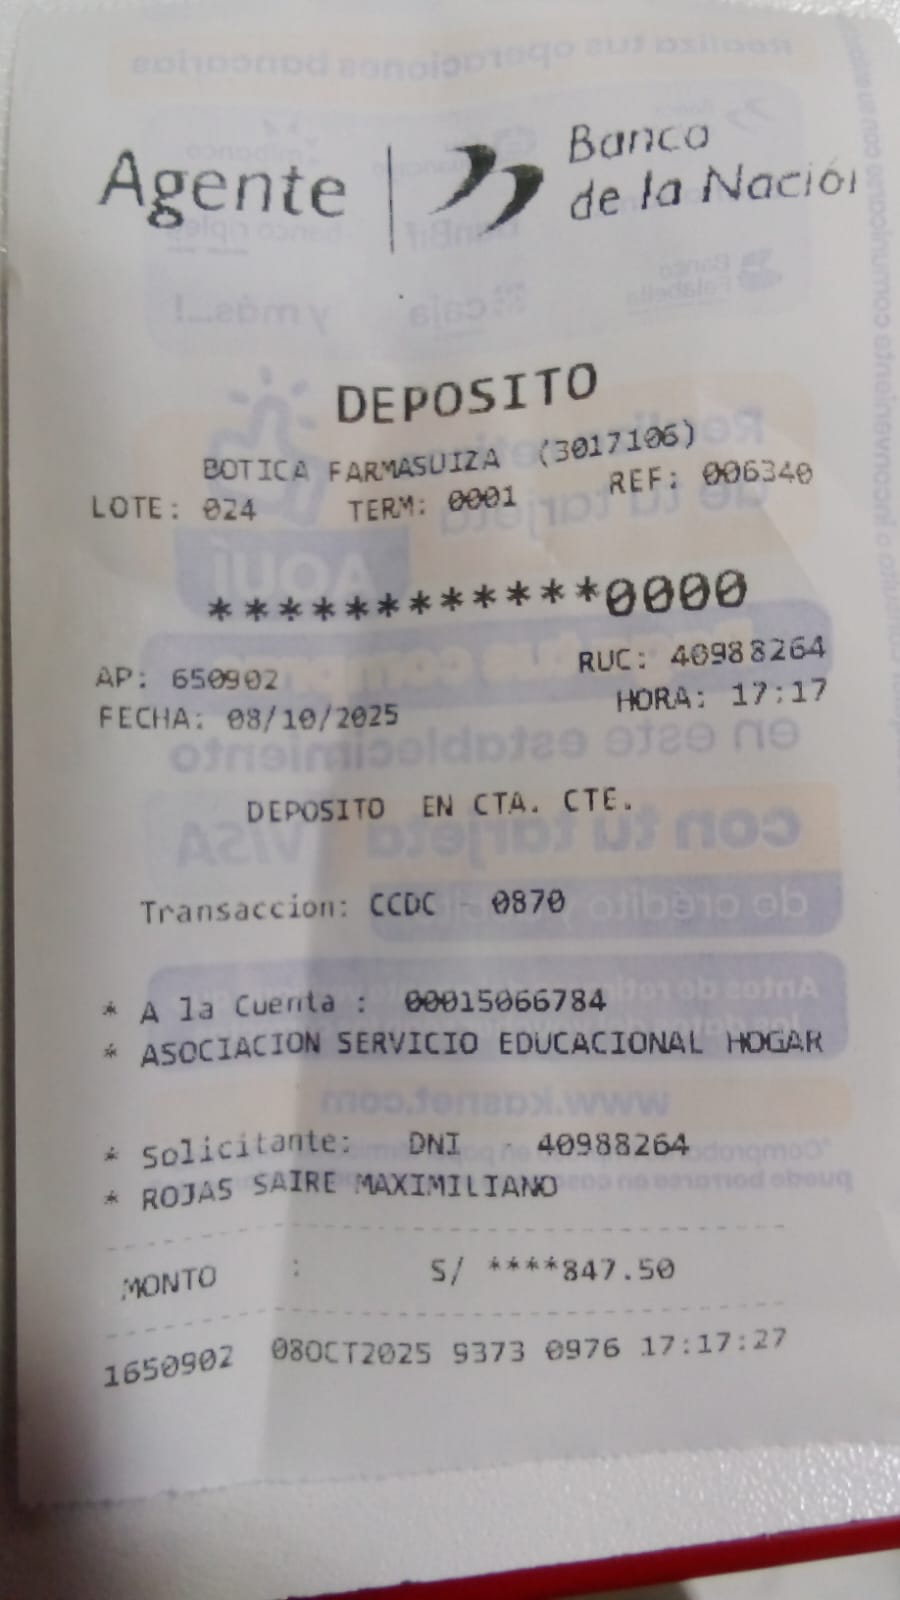 Agente | Banco
de la Nación
DEPOSITO
BOTICA FARMASUIZA (3017106)
LOTE: 024 TERM: 0001 REF: 006340
************0000
AP: 650902 RUC: 40988264
FECHA: 08/10/2025 HORA: 17:17
DEPOSITO EN CTA. CTE.
Transaccion: CCDC - 0870
* A la Cuenta : 00015066784
* ASOCIACION SERVICIO EDUCACIONAL HOGAR
* Solicitante: DNI - 40988264
* ROJAS SAIRE MAXIMILIANO
MONTO : S/ ****847.50
1650902 08OCT2025 9373 0976 17:17:27